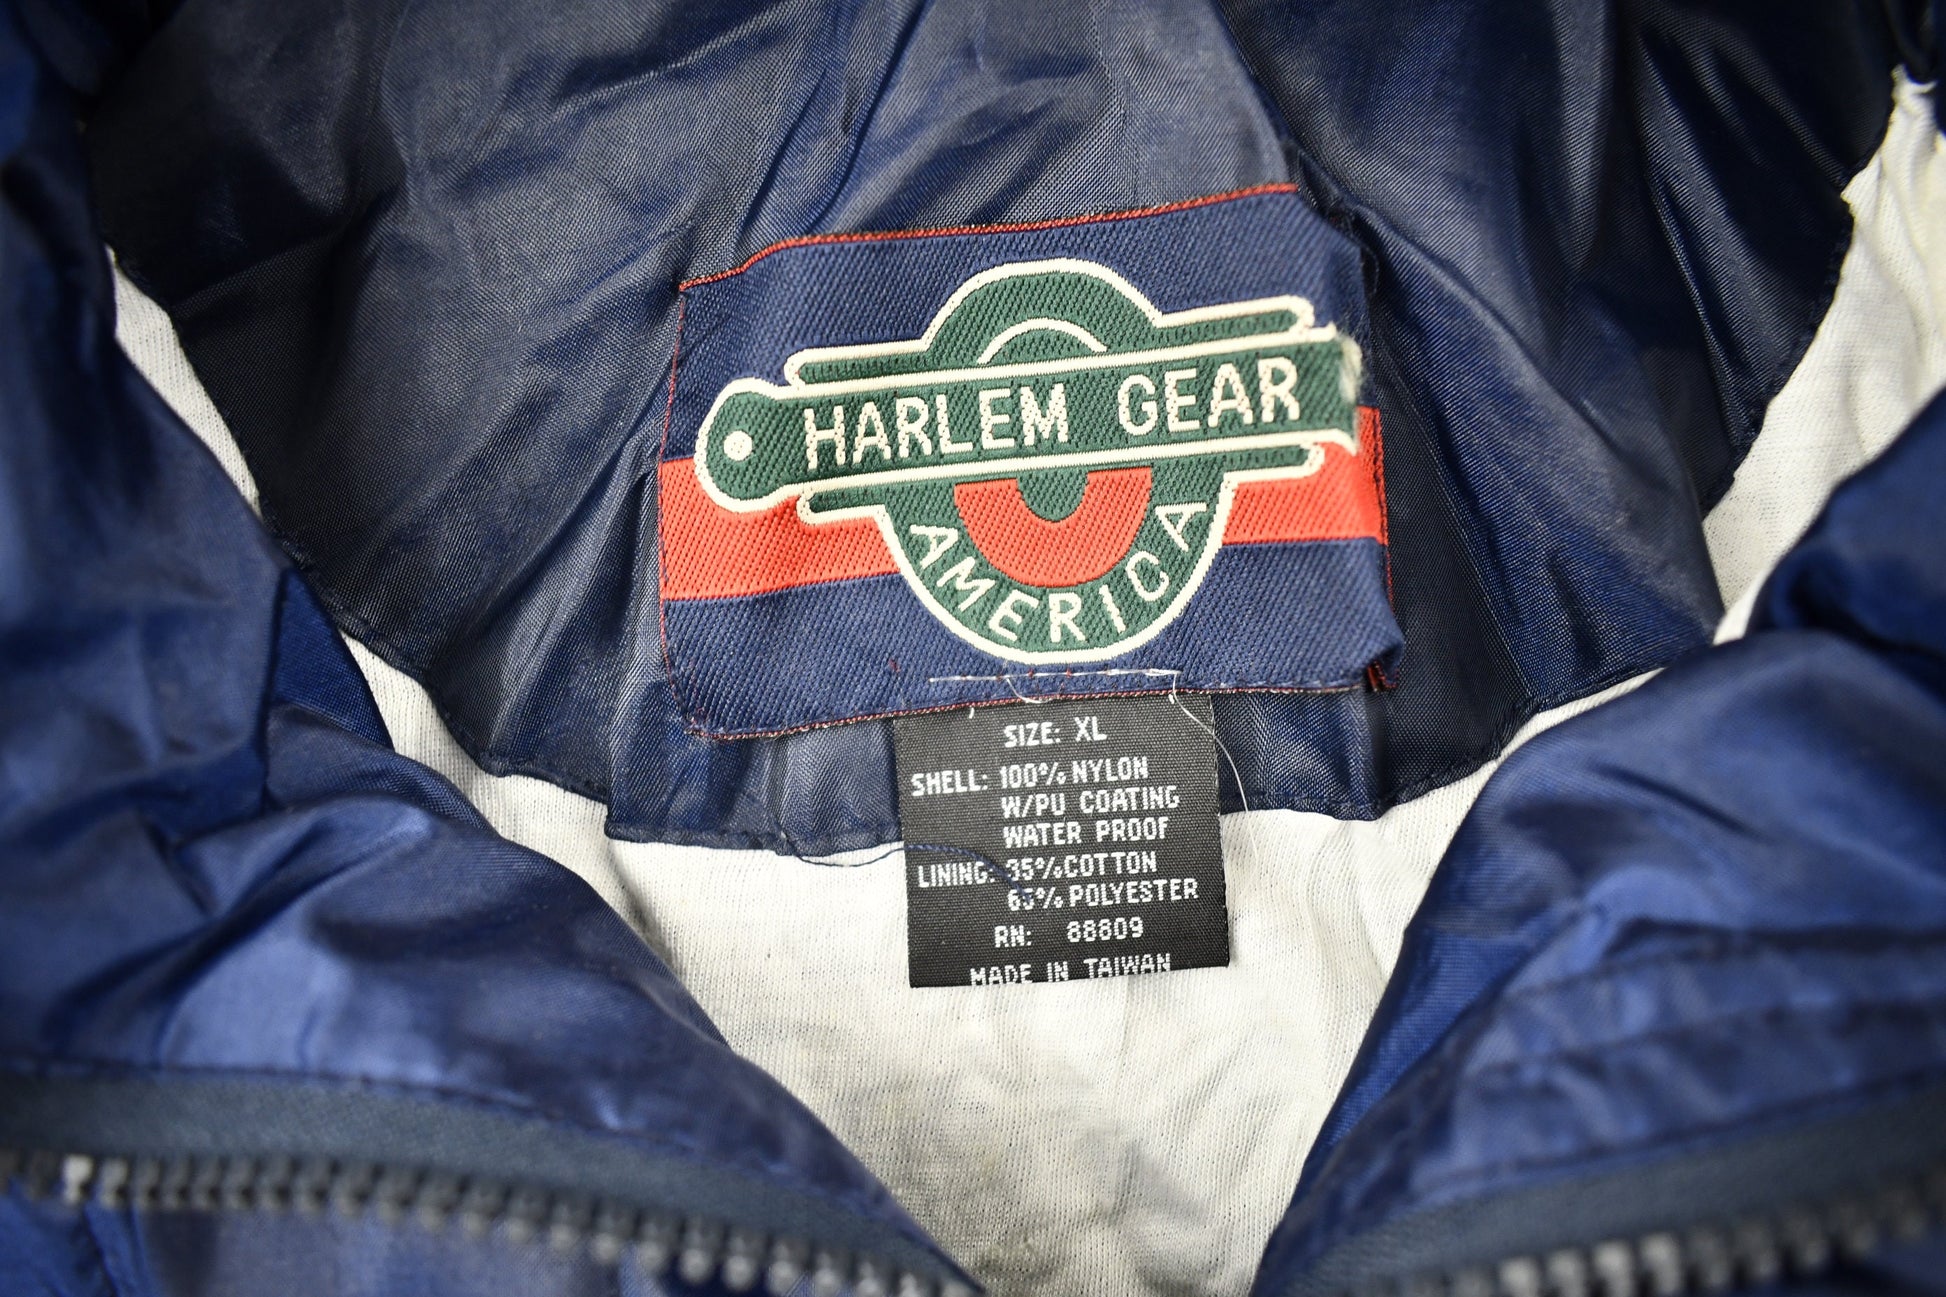 HARLEM GEAR
AMERICA
SIZE: XL
SHELL: 100% NYLON
W/PU COATING
WATER PROOF
LINING: 35% COTTON
65% POLYESTER
RN: 88809
MADE IN TAIWAN